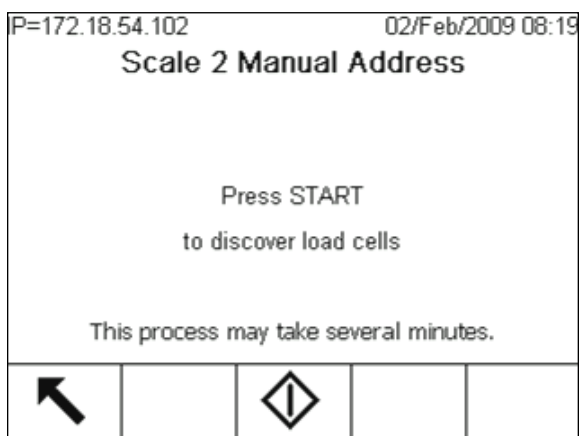 IP=172.18.54.102 02/Feb/2009 08:19
Scale 2 Manual Address
Press START
to discover load cells
This process may take several minutes.